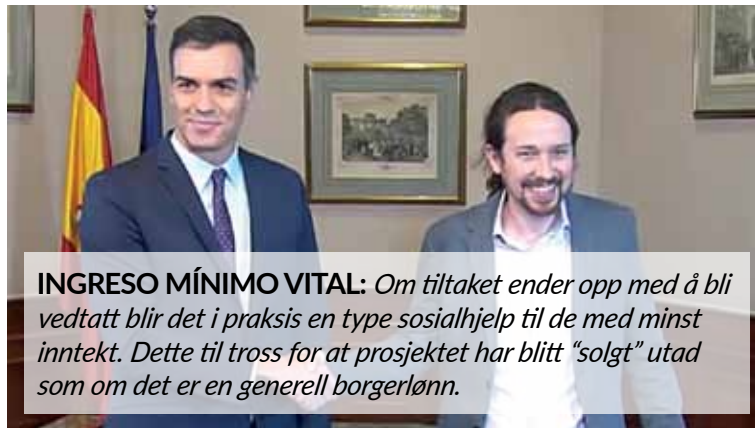 INGRESO MÍNIMO VITAL: Om tiltaket ender opp med å bli
vedtatt blir det i praksis en type sosialhjelp til de med minst
inntekt. Dette til tross for at prosjektet har blitt “solgt” utad
som om det er en generell borgerlønn.